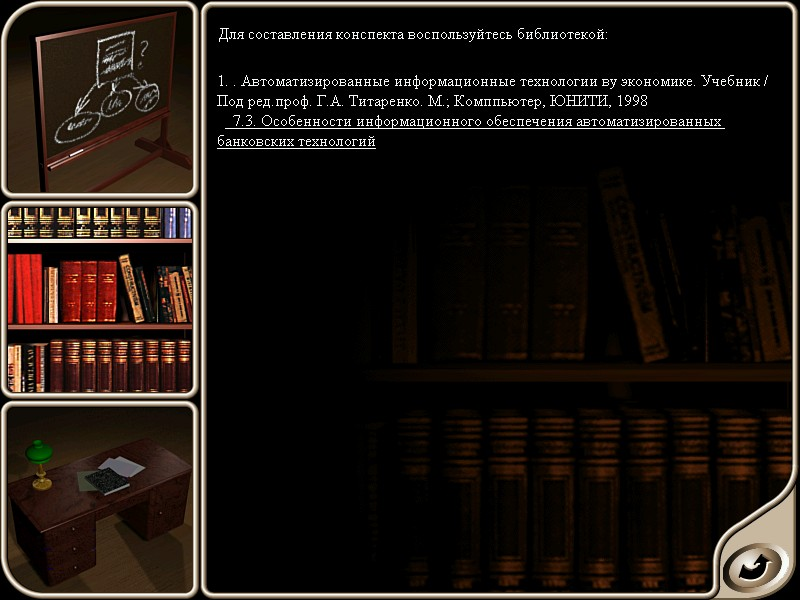 Для составления конспекта воспользуйтесь библиотекой:
1. . Автоматизированные информационные технологии ву экономике. Учебник /
Под ред.проф. Г.А. Титаренко. М.; Комппьютер, ЮНИТИ, 1998
7.3. Особенности информационного обеспечения автоматизированных
банковских технологий